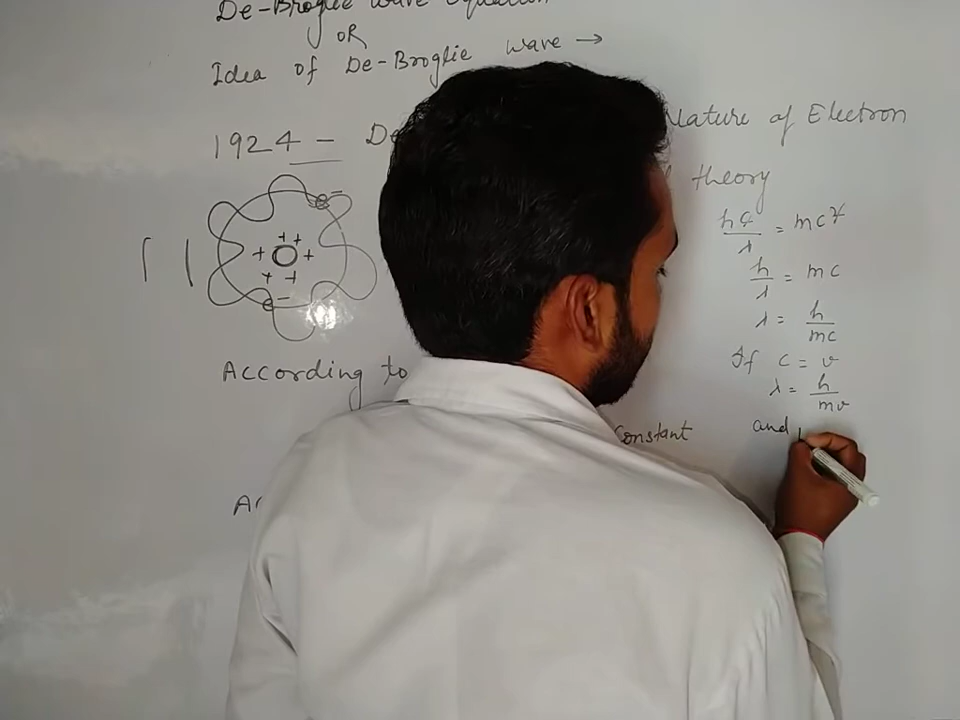 De-Broglie wave equation
OR
Idea of De-Broglie wave →
1924 - De
Nature of Electron
theory
hc/λ = mc²
h/λ = mc
λ = h/mc
If c = v
λ = h/mv
According to
Constant
and